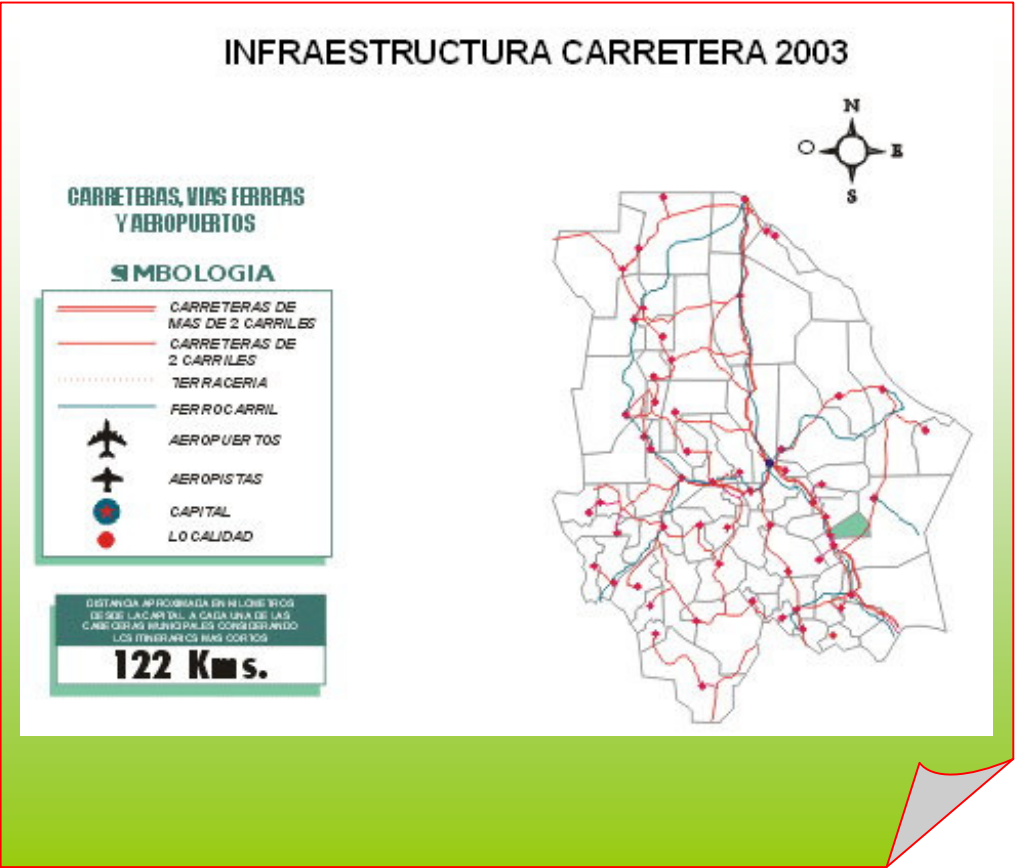 INFRAESTRUCTURA CARRETERA 2003
N
O
E
S
CARRETERAS, VIAS FERREAS
Y AEROPUERTOS
SIMBOLOGIA
CARRETERAS DE
MAS DE 2 CARRILES
CARRETERAS DE
2 CARRILES
TERRACERIA
FERROCARRIL
AEROPUERTOS
AEROPISTAS
CAPITAL
LOCALIDAD
DISTANCIA APROXIMADA EN KILOMETROS
DESDE LA CAPITAL A CADA UNA DE LAS
CABECERAS MUNICIPALES CONSIDERANDO
LOS ITINERARIOS MAS CORTOS
122 Kms.